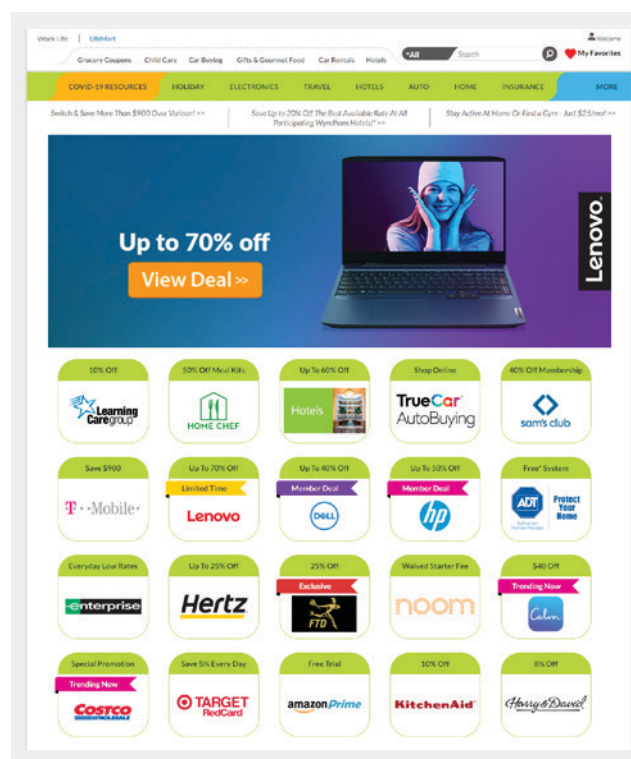 Work Life | LifeMart
Welcome
Grocery Coupons Child Care Car Buying Gifts & Gourmet Food Car Rentals Hotels
All Search My Favorites
COVID-19 RESOURCES HOLIDAY ELECTRONICS TRAVEL HOTELS AUTO HOME INSURANCE MORE
Switch & Save More Than $900 Over Verizon! >>
Save Up to 20% Off The Best Available Rate At All
Participating Wyndham Hotels!* >>
Stay Active At Home Or Find a Gym - Just $25/mo! >>
Up to 70% off
View Deal >>
Lenovo.
10% Off
Learning
Caregroup
50% Off Meal Kits
HOME CHEF
Up To 60% Off
Hotels
Shop Online
TrueCar
AutoBuying
40% Off Membership
sam's club
Save $900
T··Mobile·
Up To 70% Off
Limited Time
Lenovo
Up To 40% Off
Member Deal
DELL
Up To 50% Off
Member Deal
hp
Free* System
ADT
Protect
Your
Home
Everyday Low Rates
enterprise
Up To 25% Off
Hertz
25% Off
Exclusive
FTD
Waived Starter Fee
noom
$40 Off
Trending Now
Calm
Special Promotion
Trending Now
COSTCO
WHOLESALE
Save 5% Every Day
TARGET
RedCard
Free Trial
amazon Prime
10% Off
KitchenAid
8% Off
Harry & David